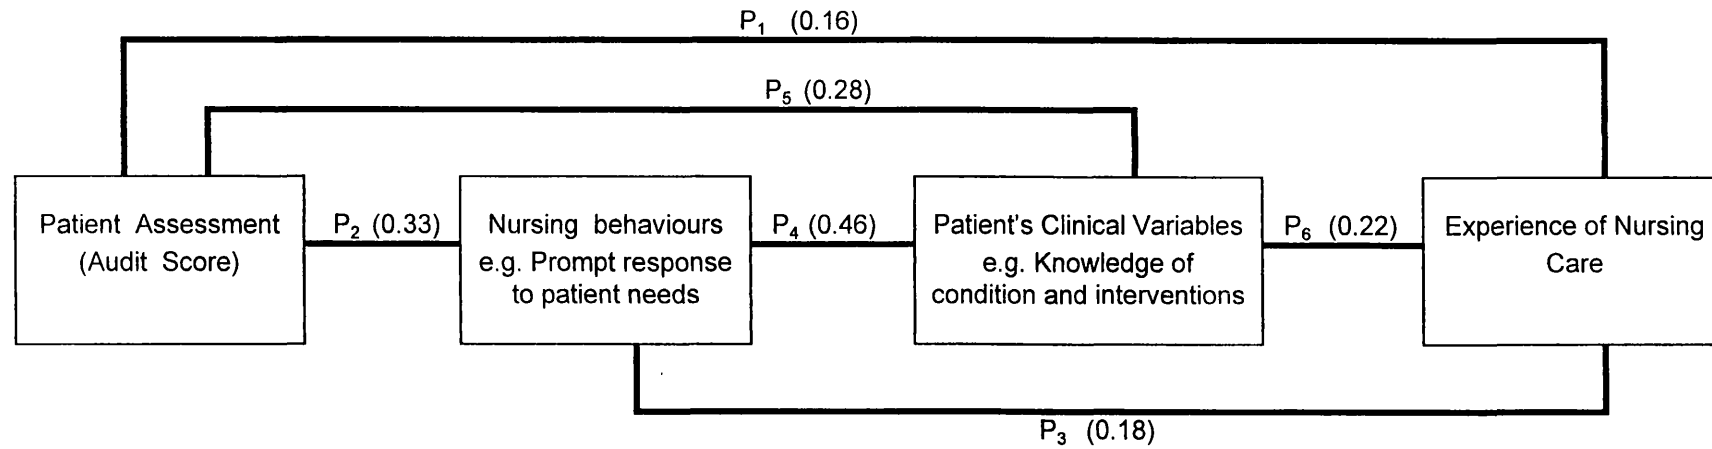 P₁ (0.16)
P₅ (0.28)
Patient Assessment
(Audit Score)
P₂ (0.33)
Nursing behaviours
e.g. Prompt response
to patient needs
P₄ (0.46)
Patient's Clinical Variables
e.g. Knowledge of
condition and interventions
P₆ (0.22)
Experience of Nursing
Care
P₃ (0.18)